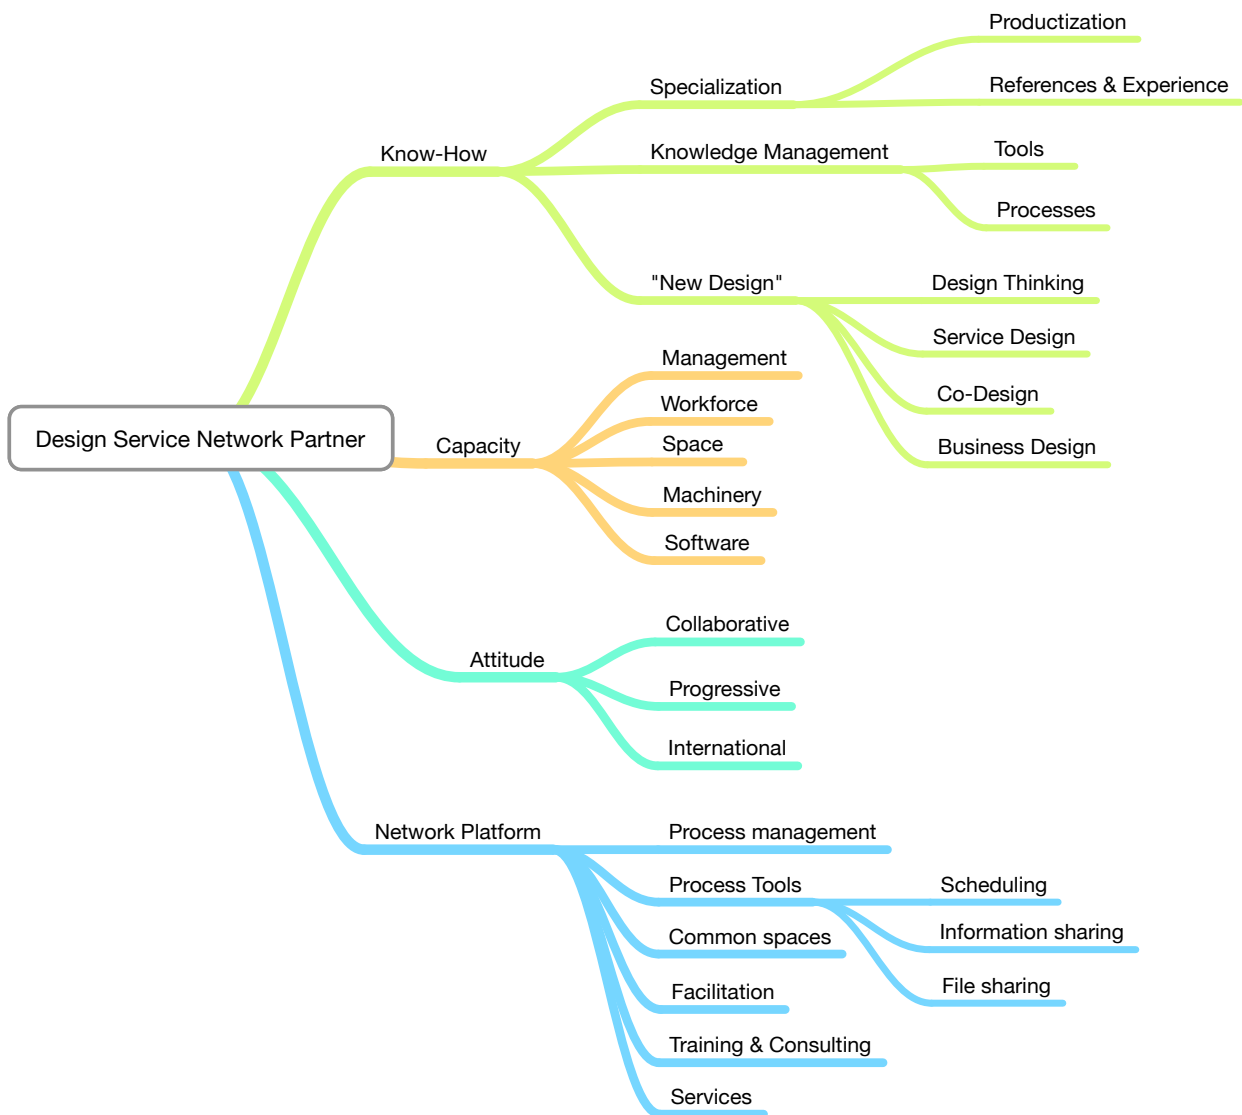 Design Service Network Partner
Know-How
Specialization
Productization
References & Experience
Knowledge Management
Tools
Processes
"New Design"
Design Thinking
Service Design
Co-Design
Business Design
Capacity
Management
Workforce
Space
Machinery
Software
Attitude
Collaborative
Progressive
International
Network Platform
Process management
Process Tools
Scheduling
Information sharing
File sharing
Common spaces
Facilitation
Training & Consulting
Services